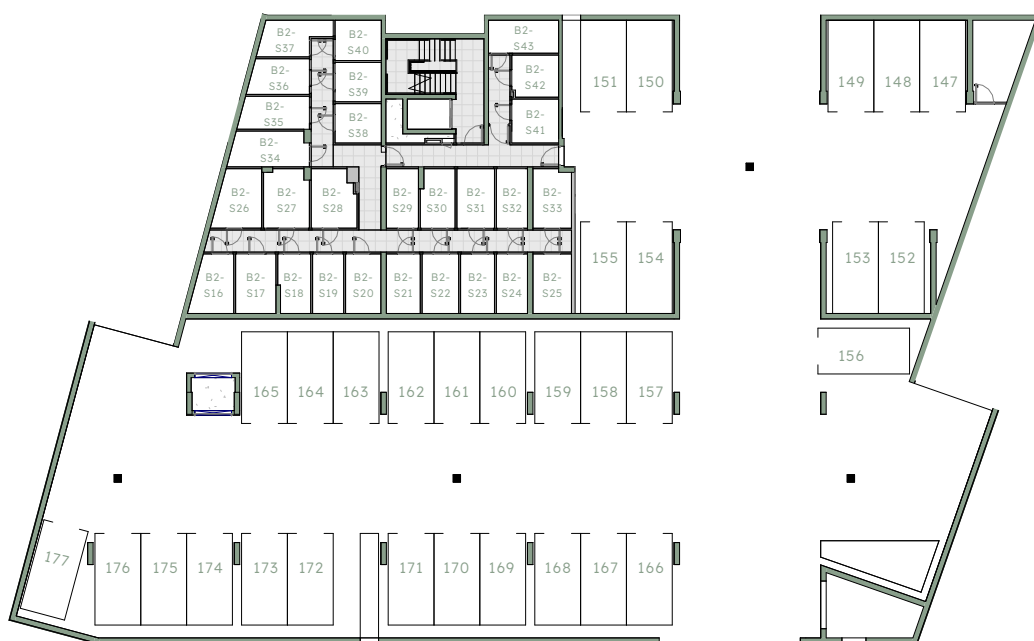 B2-
S37
B2-
S40
B2-
S43
B2-
S36
B2-
S39
B2-
S42
151
150
149
148
147
B2-
S35
B2-
S38
B2-
S41
B2-
S34
B2-
S26
B2-
S27
B2-
S28
B2-
S29
B2-
S30
B2-
S31
B2-
S32
B2-
S33
B2-
S16
B2-
S17
B2-
S18
B2-
S19
B2-
S20
B2-
S21
B2-
S22
B2-
S23
B2-
S24
B2-
S25
155
154
153
152
156
165
164
163
162
161
160
159
158
157
177
176
175
174
173
172
171
170
169
168
167
166